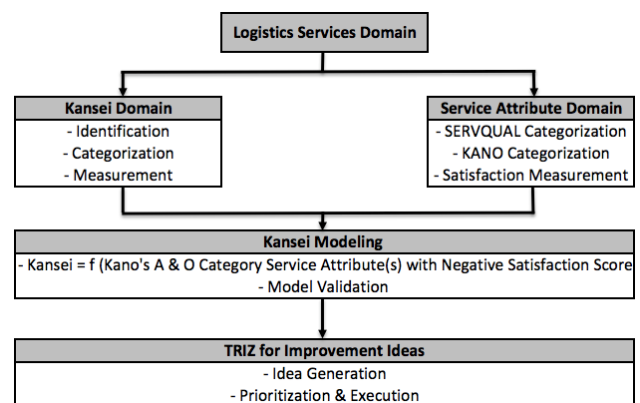 Logistics Services Domain
Kansei Domain
- Identification
- Categorization
- Measurement
Service Attribute Domain
- SERVQUAL Categorization
- KANO Categorization
- Satisfaction Measurement
Kansei Modeling
- Kansei = f (Kano's A & O Category Service Attribute(s) with Negative Satisfaction Score
- Model Validation
TRIZ for Improvement Ideas
- Idea Generation
- Prioritization & Execution